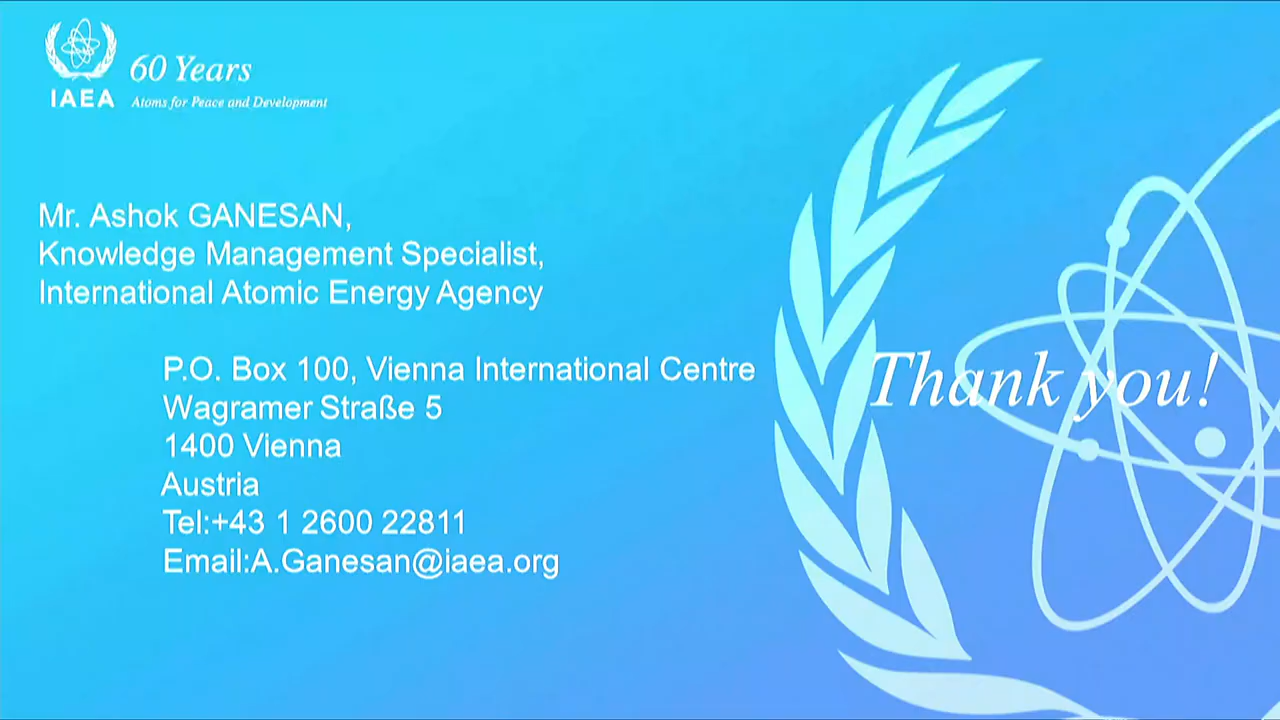 IAEA
60 Years
Atoms for Peace and Development
Mr. Ashok GANESAN,
Knowledge Management Specialist,
International Atomic Energy Agency
P.O. Box 100, Vienna International Centre
Wagramer Straße 5
1400 Vienna
Austria
Tel:+43 1 2600 22811
Email:A.Ganesan@iaea.org
Thank you!